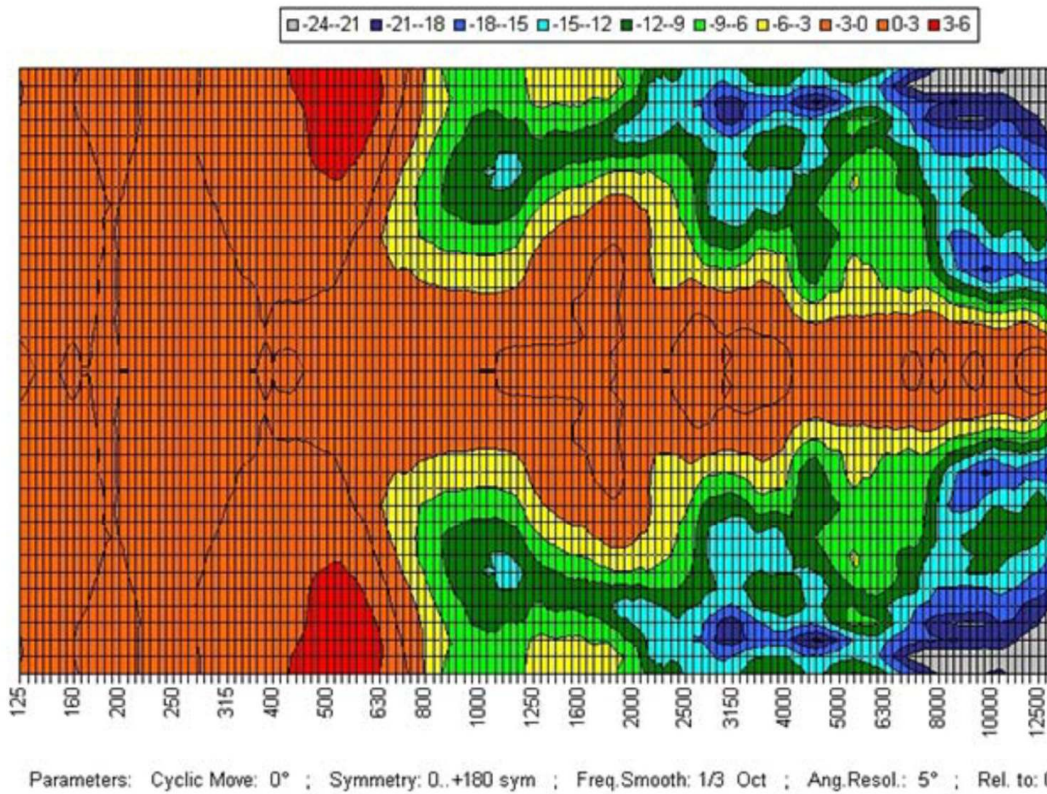 -24--21 -21--18 -18--15 -15--12 -12--9 -9--6 -6--3 -3-0 0-3 3-6
125 160 200 250 315 400 500 630 800 1000 1250 1600 2000 2500 3150 4000 5000 6300 8000 10000 12500
Parameters: Cyclic Move: 0° ; Symmetry: 0..+180 sym ; Freq.Smooth: 1/3 Oct ; Ang.Resol.: 5° ; Rel. to: